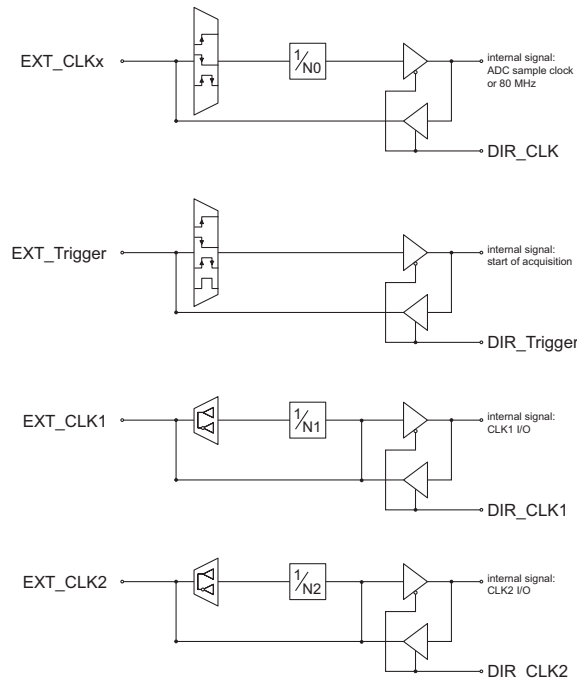 EXT_CLKx
1/N0
internal signal:
ADC sample clock
or 80 MHz
DIR_CLK
EXT_Trigger
internal signal:
start of acquisition
DIR_Trigger
EXT_CLK1
1/N1
internal signal:
CLK1 I/O
DIR_CLK1
EXT_CLK2
1/N2
internal signal:
CLK2 I/O
DIR_CLK2